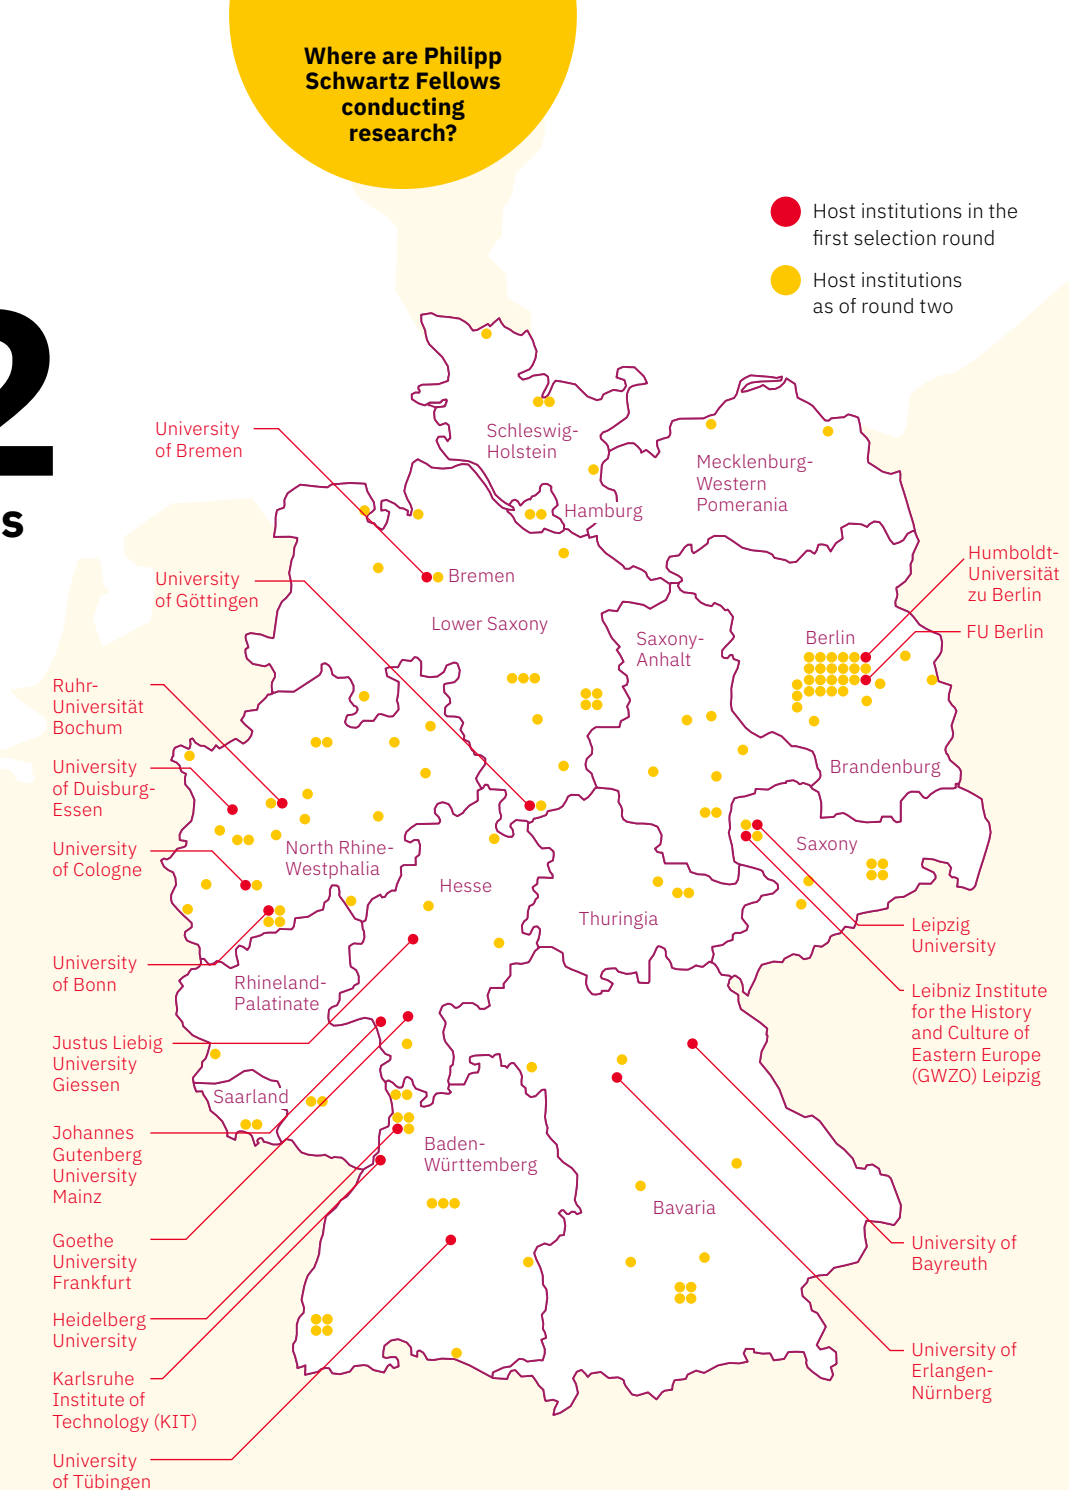 Where are Philipp
Schwartz Fellows
conducting
research?
Host institutions in the
first selection round
Host institutions
as of round two
2
s
University
of Bremen
University
of Göttingen
Ruhr-
Universität
Bochum
University
of Duisburg-
Essen
University
of Cologne
University
of Bonn
Justus Liebig
University
Giessen
Johannes
Gutenberg
University
Mainz
Goethe
University
Frankfurt
Heidelberg
University
Karlsruhe
Institute of
Technology (KIT)
University
of Tübingen
Schleswig-
Holstein
Mecklenburg-
Western
Pomerania
Hamburg
Bremen
Lower Saxony
Saxony-
Anhalt
Berlin
Brandenburg
North Rhine-
Westphalia
Hesse
Thuringia
Saxony
Rhineland-
Palatinate
Saarland
Baden-
Württemberg
Bavaria
Humboldt-
Universität
zu Berlin
FU Berlin
Leipzig
University
Leibniz Institute
for the History
and Culture of
Eastern Europe
(GWZO) Leipzig
University of
Bayreuth
University of
Erlangen-
Nürnberg